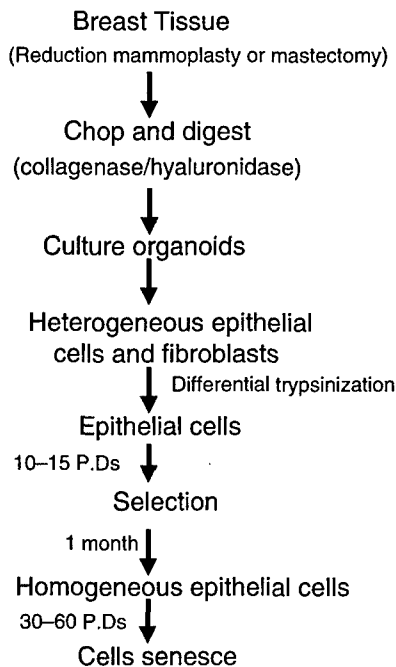 Breast Tissue
(Reduction mammoplasty or mastectomy)
Chop and digest
(collagenase/hyaluronidase)
Culture organoids
Heterogeneous epithelial
cells and fibroblasts
Differential trypsinization
Epithelial cells
10–15 P.Ds
Selection
1 month
Homogeneous epithelial cells
30–60 P.Ds
Cells senesce